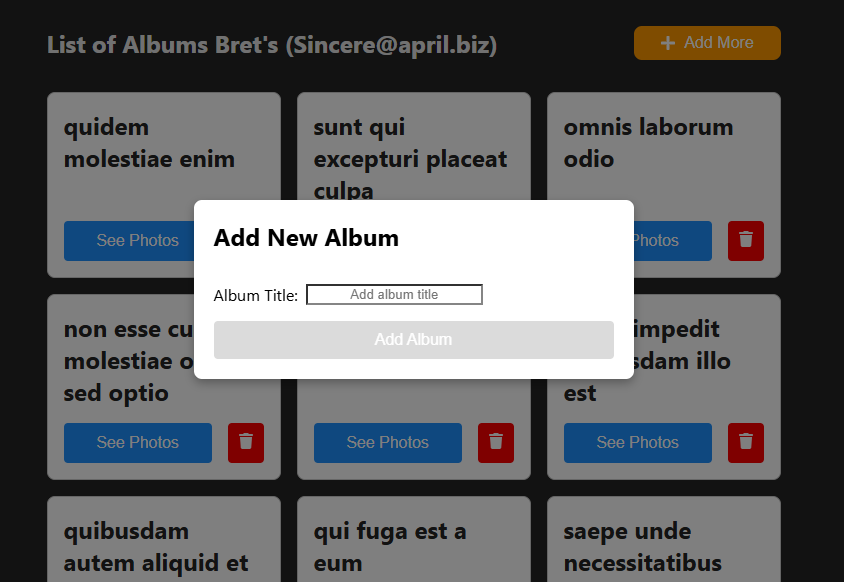 List of Albums Bret's (Sincere@april.biz)
Add More
quidem
molestiae enim
See Photos
sunt qui
excepturi placeat
culpa
omnis laborum
odio
Photos
Add New Album
Album Title:
Add album title
Add Album
non esse cu
molestiae o
sed optio
See Photos
See Photos
impedit
sdam illo
est
See Photos
quibusdam
autem aliquid et
qui fuga est a
eum
saepe unde
necessitatibus